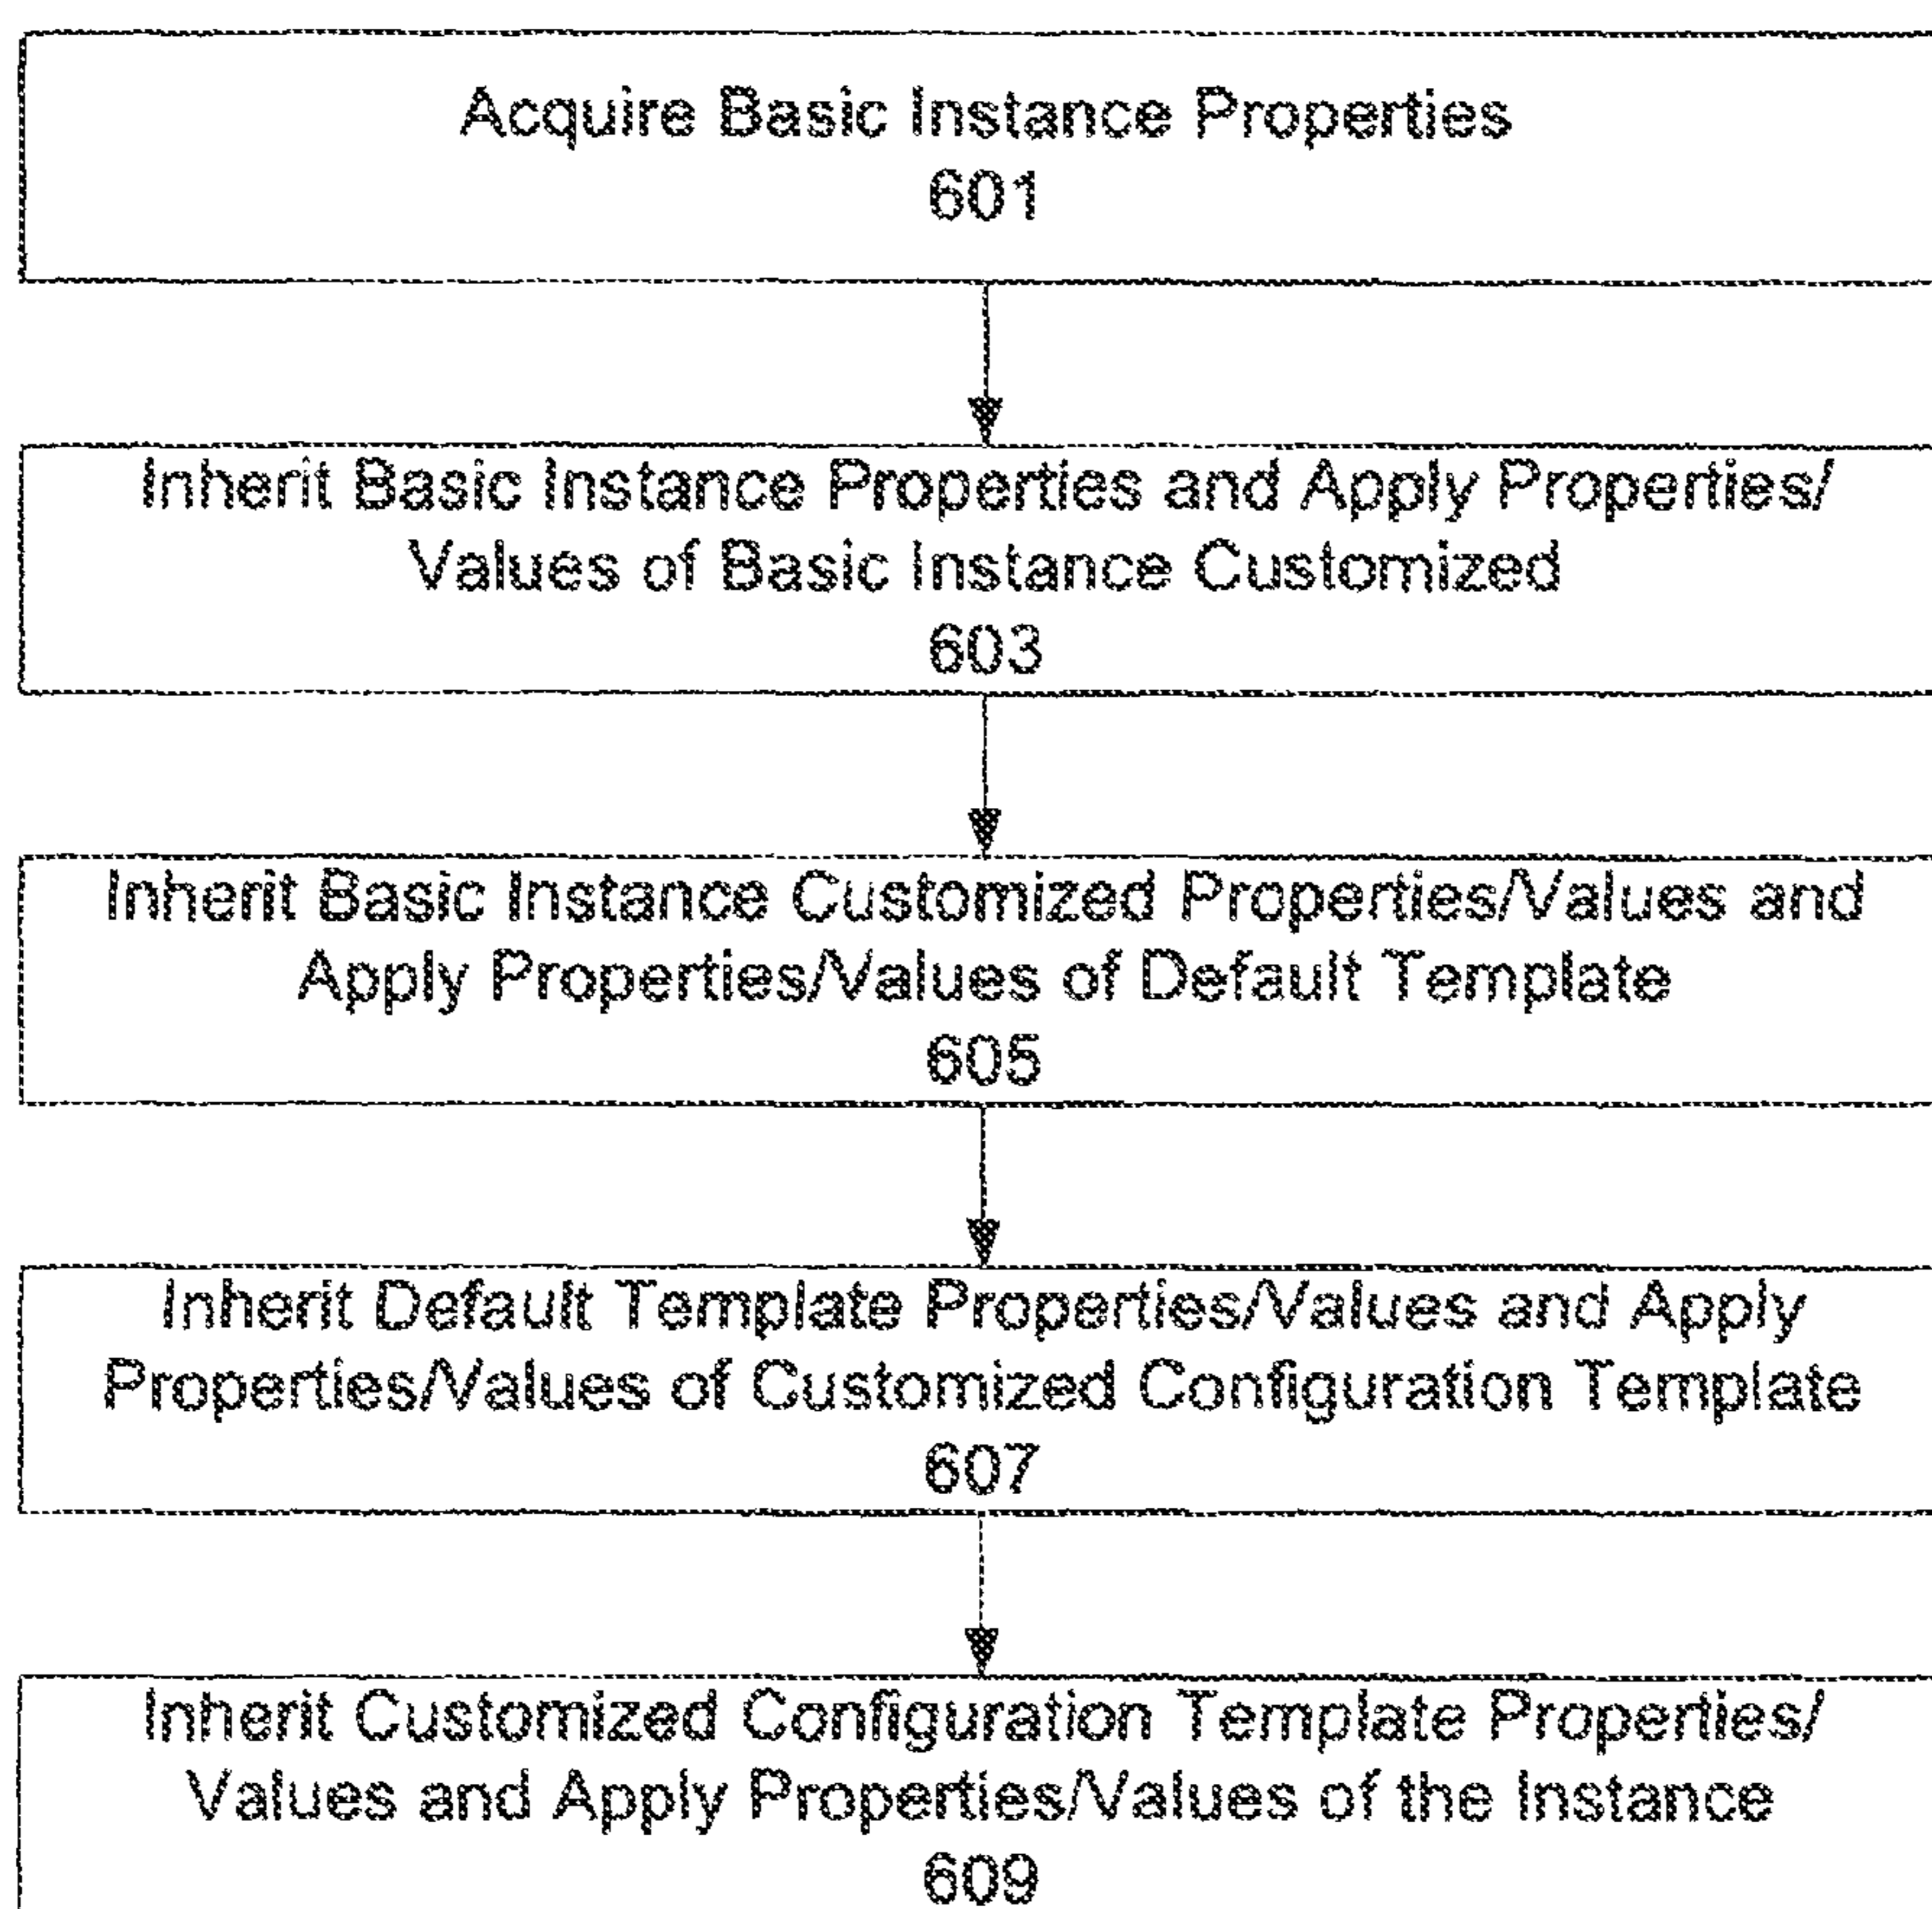 Acquire Basic Instance Properties
601
Inherit Basic Instance Properties and Apply Properties/
Values of Basic Instance Customized
603
Inherit Basic Instance Customized Properties/Values and
Apply Properties/Values of Default Template
605
Inherit Default Template Properties/Values and Apply
Properties/Values of Customized Configuration Template
607
Inherit Customized Configuration Template Properties/
Values and Apply Properties/Values of the Instance
609